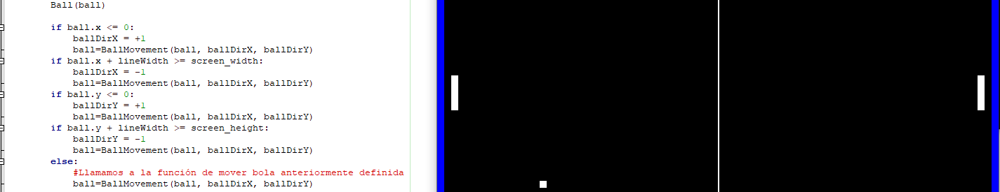 Ball(ball)
if ball.x <= 0:
ballDirX = +1
ball=BallMovement(ball, ballDirX, ballDirY)
if ball.x + lineWidth >= screen_width:
ballDirX = -1
ball=BallMovement(ball, ballDirX, ballDirY)
if ball.y <= 0:
ballDirY = +1
ball=BallMovement(ball, ballDirX, ballDirY)
if ball.y + lineWidth >= screen_height:
ballDirY = -1
ball=BallMovement(ball, ballDirX, ballDirY)
else:
#Llamamos a la función de mover bola anteriormente definida
ball=BallMovement(ball, ballDirX, ballDirY)